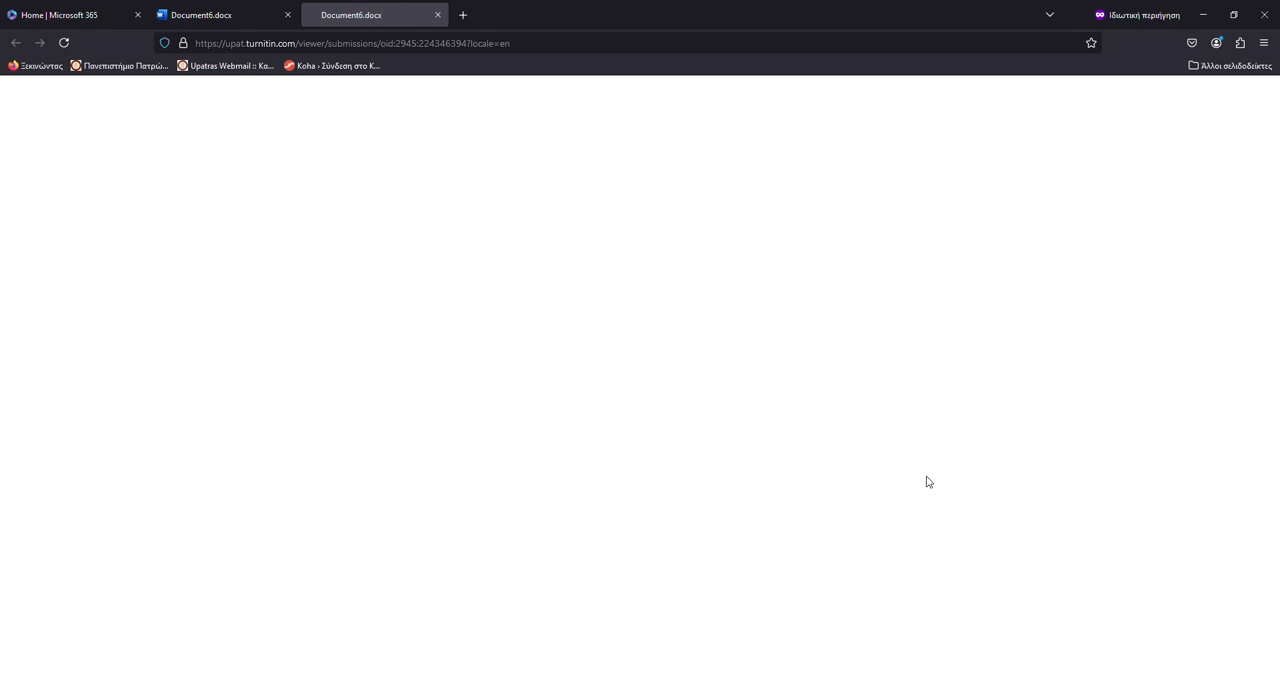 Home | Microsoft 365
Document6.docx
Document6.docx
Ιδιωτική περιήγηση
https://upat.turnitin.com/viewer/submissions/oid:2945:224346394?locale=en
Ξεκινώντας
Πανεπιστήμιο Πατρώ...
Upatras Webmail :: Κα...
Koha › Σύνδεση στο K...
Άλλοι σελιδοδείκτες